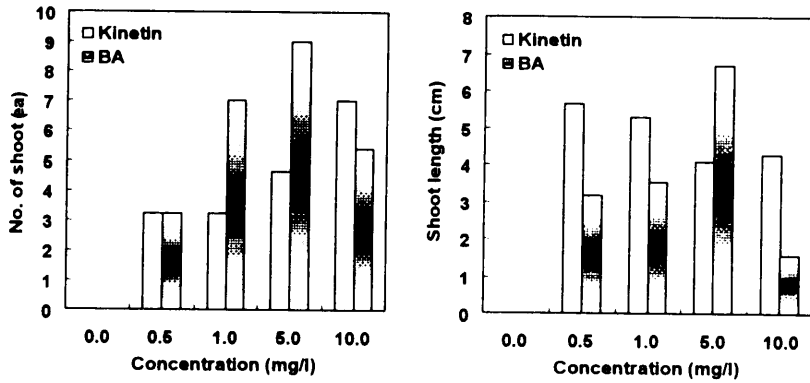 10
9
8
7
6
5
4
3
2
1
0
No. of shoot (ea)
Kinetin
BA
0.0 0.5 1.0 5.0 10.0
Concentration (mg/l)
8
7
6
5
4
3
2
1
0
Shoot length (cm)
Kinetin
BA
0.0 0.5 1.0 5.0 10.0
Concentration (mg/l)